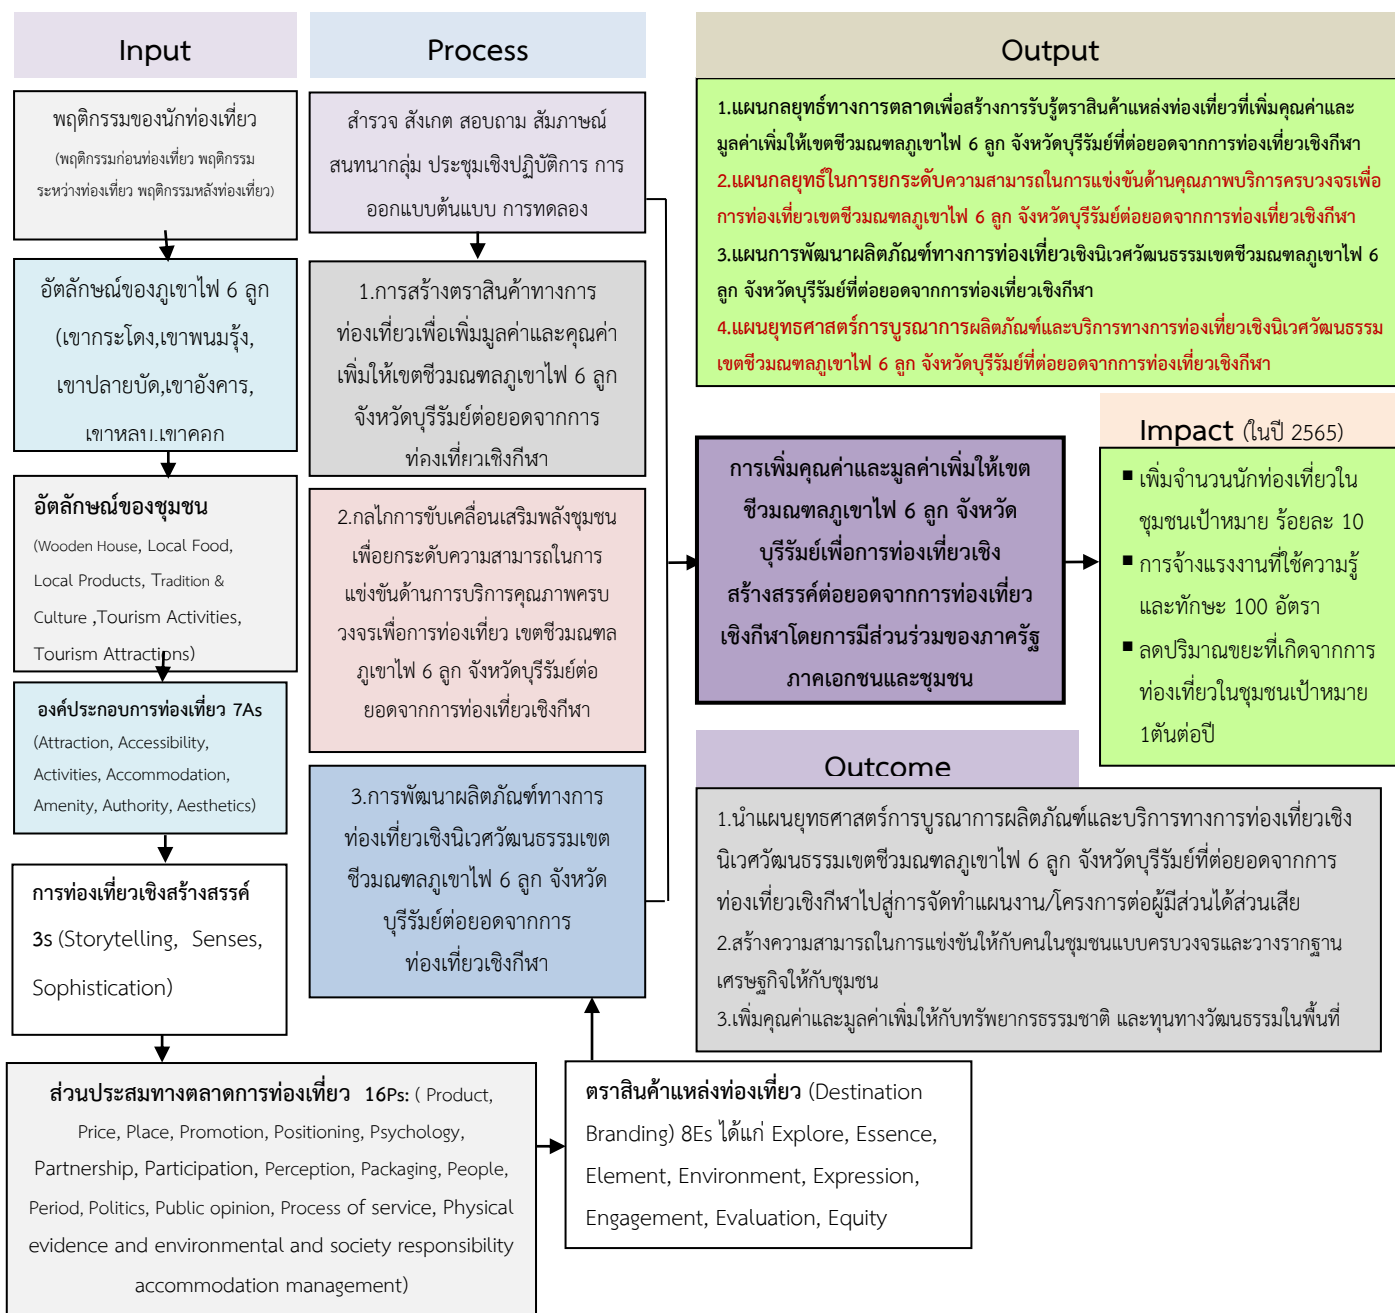 Input
พฤติกรรมของนักท่องเที่ยว
(พฤติกรรมก่อนท่องเที่ยว พฤติกรรม
ระหว่างท่องเที่ยว พฤติกรรมหลังท่องเที่ยว)
อัตลักษณ์ของภูเขาไฟ 6 ลูก
(เขากระโดง,เขาพนมรุ้ง,
เขาปลายบัด,เขาอังคาร,
เขาหลุบ,เขาคอก
อัตลักษณ์ของชุมชน
(Wooden House, Local Food,
Local Products, Tradition &
Culture ,Tourism Activities,
Tourism Attractions)
องค์ประกอบการท่องเที่ยว 7As
(Attraction, Accessibility,
Activities, Accommodation,
Amenity, Authority, Aesthetics)
การท่องเที่ยวเชิงสร้างสรรค์
3s (Storytelling, Senses,
Sophistication)
ส่วนประสมทางตลาดการท่องเที่ยว 16Ps: ( Product,
Price, Place, Promotion, Positioning, Psychology,
Partnership, Participation, Perception, Packaging, People,
Period, Politics, Public opinion, Process of service, Physical
evidence and environmental and society responsibility
accommodation management)
Process
สำรวจ สังเกต สอบถาม สัมภาษณ์
สนทนากลุ่ม ประชุมเชิงปฏิบัติการ การ
ออกแบบต้นแบบ การทดลอง
1.การสร้างตราสินค้าทางการ
ท่องเที่ยวเพื่อเพิ่มมูลค่าและคุณค่า
เพิ่มให้เขตชีวมณฑลภูเขาไฟ 6 ลูก
จังหวัดบุรีรัมย์ต่อยอดจากการ
ท่องเที่ยวเชิงกีฬา
2.กลไกการขับเคลื่อนเสริมพลังชุมชน
เพื่อยกระดับความสามารถในการ
แข่งขันด้านการบริการคุณภาพครบ
วงจรเพื่อการท่องเที่ยว เขตชีวมณฑล
ภูเขาไฟ 6 ลูก จังหวัดบุรีรัมย์ต่อ
ยอดจากการท่องเที่ยวเชิงกีฬา
3.การพัฒนาผลิตภัณฑ์ทางการ
ท่องเที่ยวเชิงนิเวศวัฒนธรรมเขต
ชีวมณฑลภูเขาไฟ 6 ลูก จังหวัด
บุรีรัมย์ต่อยอดจากการ
ท่องเที่ยวเชิงกีฬา
ตราสินค้าแหล่งท่องเที่ยว (Destination
Branding) 8Es ได้แก่ Explore, Essence,
Element, Environment, Expression,
Engagement, Evaluation, Equity
Output
1.แผนกลยุทธ์ทางการตลาดเพื่อสร้างการรับรู้ตราสินค้าแหล่งท่องเที่ยวที่เพิ่มคุณค่าและ
มูลค่าเพิ่มให้เขตชีวมณฑลภูเขาไฟ 6 ลูก จังหวัดบุรีรัมย์ที่ต่อยอดจากการท่องเที่ยวเชิงกีฬา
2.แผนกลยุทธ์ในการยกระดับความสามารถในการแข่งขันด้านคุณภาพบริการครบวงจรเพื่อ
การท่องเที่ยวเขตชีวมณฑลภูเขาไฟ 6 ลูก จังหวัดบุรีรัมย์ต่อยอดจากการท่องเที่ยวเชิงกีฬา
3.แผนการพัฒนาผลิตภัณฑ์ทางการท่องเที่ยวเชิงนิเวศวัฒนธรรมเขตชีวมณฑลภูเขาไฟ 6
ลูก จังหวัดบุรีรัมย์ที่ต่อยอดจากการท่องเที่ยวเชิงกีฬา
4.แผนยุทธศาสตร์การบูรณาการผลิตภัณฑ์และบริการทางการท่องเที่ยวเชิงนิเวศวัฒนธรรม
เขตชีวมณฑลภูเขาไฟ 6 ลูก จังหวัดบุรีรัมย์ที่ต่อยอดจากการท่องเที่ยวเชิงกีฬา
การเพิ่มคุณค่าและมูลค่าเพิ่มให้เขต
ชีวมณฑลภูเขาไฟ 6 ลูก จังหวัด
บุรีรัมย์เพื่อการท่องเที่ยวเชิง
สร้างสรรค์ต่อยอดจากการท่องเที่ยว
เชิงกีฬาโดยการมีส่วนร่วมของภาครัฐ
ภาคเอกชนและชุมชน
Impact (ในปี 2565)
▪ เพิ่มจำนวนนักท่องเที่ยวใน
ชุมชนเป้าหมาย ร้อยละ 10
▪ การจ้างแรงงานที่ใช้ความรู้
และทักษะ 100 อัตรา
▪ ลดปริมาณขยะที่เกิดจากการ
ท่องเที่ยวในชุมชนเป้าหมาย
1ตันต่อปี
Outcome
1.นำแผนยุทธศาสตร์การบูรณาการผลิตภัณฑ์และบริการทางการท่องเที่ยวเชิง
นิเวศวัฒนธรรมเขตชีวมณฑลภูเขาไฟ 6 ลูก จังหวัดบุรีรัมย์ที่ต่อยอดจากการ
ท่องเที่ยวเชิงกีฬาไปสู่การจัดทำแผนงาน/โครงการต่อผู้มีส่วนได้ส่วนเสีย
2.สร้างความสามารถในการแข่งขันให้กับคนในชุมชนแบบครบวงจรและวางรากฐาน
เศรษฐกิจให้กับชุมชน
3.เพิ่มคุณค่าและมูลค่าเพิ่มให้กับทรัพยากรธรรมชาติ และทุนทางวัฒนธรรมในพื้นที่